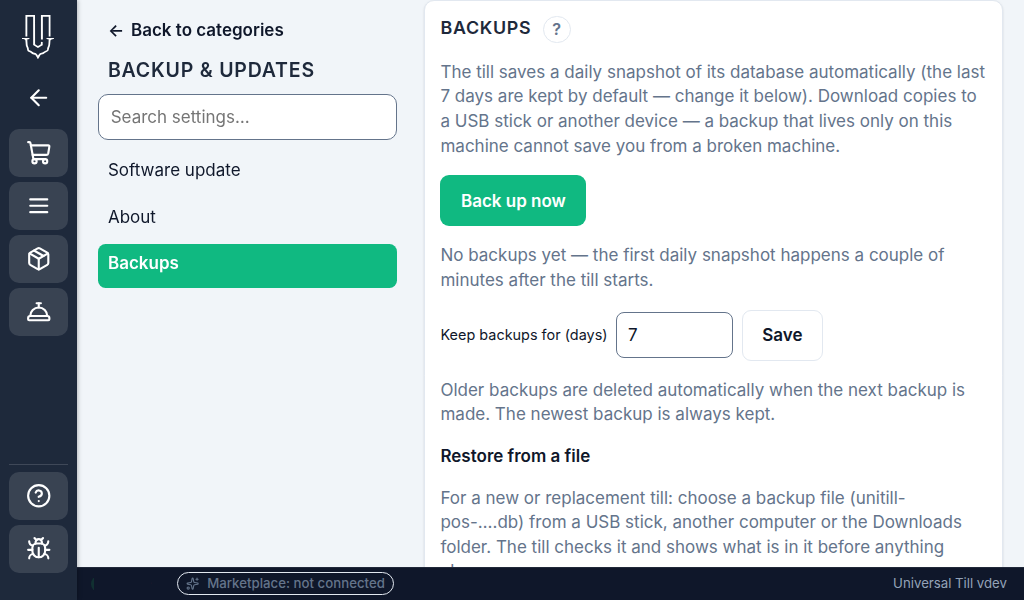 ← Back to categories
BACKUP & UPDATES
Search settings...
Software update
About
Backups
BACKUPS ?
The till saves a daily snapshot of its database automatically (the last
7 days are kept by default — change it below). Download copies to
a USB stick or another device — a backup that lives only on this
machine cannot save you from a broken machine.
Back up now
No backups yet — the first daily snapshot happens a couple of
minutes after the till starts.
Keep backups for (days) 7 Save
Older backups are deleted automatically when the next backup is
made. The newest backup is always kept.
Restore from a file
For a new or replacement till: choose a backup file (unitill-
pos-....db) from a USB stick, another computer or the Downloads
folder. The till checks it and shows what is in it before anything
Marketplace: not connected
Universal Till vdev